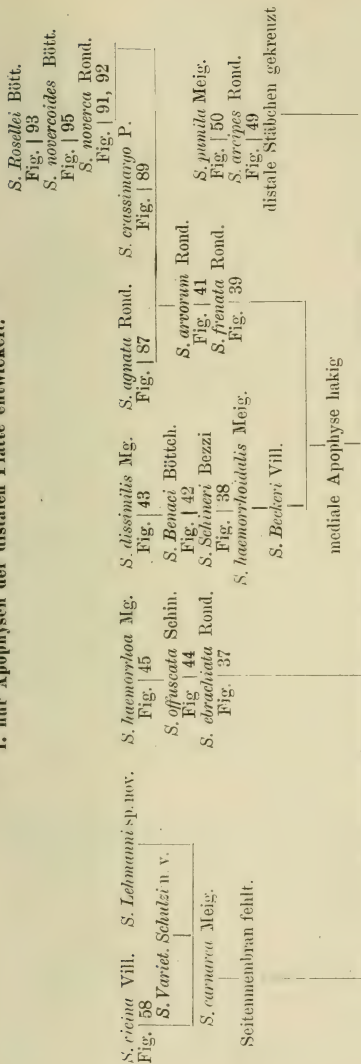 1. nur Apophysen der distalen Platte entwickelt.
S. Rosellei Bött.
Fig. | 93
S. novercoides Bött.
Fig. | 95
S. noverca Rond.
Fig. | 91, 92
S. agnata Rond.
Fig. | 87
S. crassimargo P.
Fig. | 89
S. ricina Vill.
Fig. | 58
S. Lehmanni sp. nov.
S. Variet. Schulzi n. v.
S. carnarea Meig.
Seitenmembran fehlt.
S. haemorrhoa Mg.
Fig. | 45
S. offuscata Schin.
Fig | 44
S. ebrachiata Rond.
Fig. | 37
S. dissimilis Mg.
Fig. | 43
S. Benaci Böttch.
Fig. | 42
S. Schineri Bezzi
Fig. | 38
S. haemorrhoidalis Meig.
S. Beckeri Vill.
S. arvorum Rond.
Fig. | 41
S. frenata Rond.
Fig. | 39
mediale Apophyse hakig
S. pumila Meig.
Fig. | 50
S. arcipes Rond.
Fig. | 49
distale Stäbchen gekreuzt